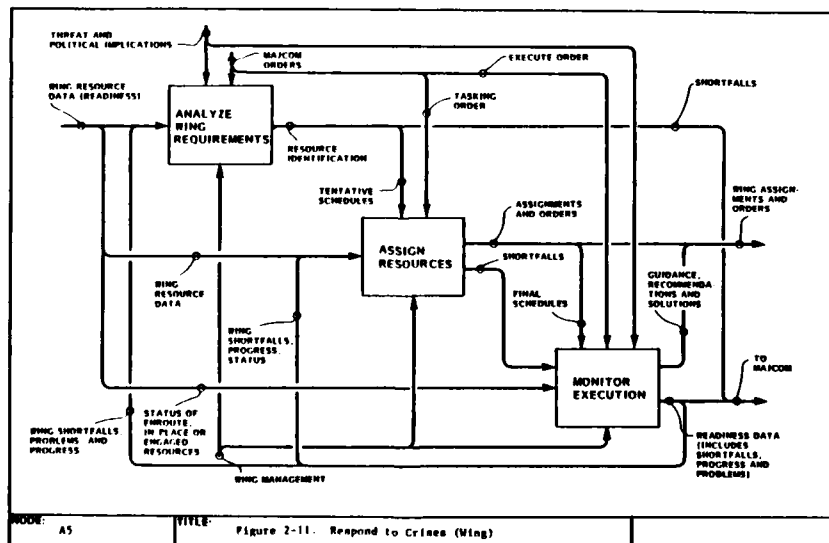 THREAT AND
POLITICAL IMPLICATIONS
MAJCOM
ORDERS
EXECUTE ORDER
WING RESOURCE
DATA (READINESS)
ANALYZE
WING
REQUIREMENTS
TASKING
ORDER
SHORTFALLS
RESOURCE
IDENTIFICATION
TENTATIVE
SCHEDULES
ASSIGNMENTS
AND ORDERS
WING ASSIGN-
MENTS AND
ORDERS
ASSIGN
RESOURCES
SHORTFALLS
WING
RESOURCE
DATA
WING
SHORTFALLS,
PROGRESS,
STATUS
FINAL
SCHEDULES
GUIDANCE,
RECOMMENDA-
TIONS AND
SOLUTIONS
MONITOR
EXECUTION
TO
MAJCOM
WING SHORTFALLS,
PROBLEMS AND
PROGRESS
STATUS OF
ENROUTE,
IN PLACE OR
ENGAGED
RESOURCES
WING MANAGEMENT
READINESS DATA
(INCLUDES
SHORTFALLS,
PROGRESS AND
PROBLEMS)
NODE:
A5
TITLE:
Figure 2-11. Respond to Crises (Wing)